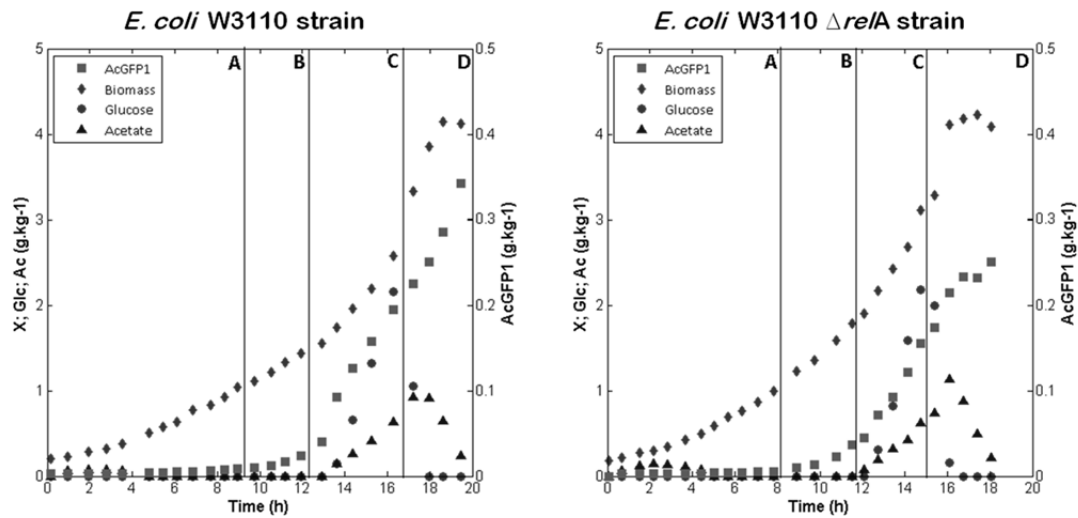 E. coli W3110 strain
5
4
3
2
1
0
X; Glc; Ac (g.kg-1)
AcGFP1
Biomass
Glucose
Acetate
A
B
C
D
0.5
0.4
0.3
0.2
0.1
0
AcGFP1 (g.kg-1)
0 2 4 6 8 10 12 14 16 18 20
Time (h)
E. coli W3110 ΔrelA strain
5
4
3
2
1
0
X; Glc; Ac (g.kg-1)
AcGFP1
Biomass
Glucose
Acetate
A
B
C
D
0.5
0.4
0.3
0.2
0.1
0
AcGFP1 (g.kg-1)
0 2 4 6 8 10 12 14 16 18 20
Time (h)